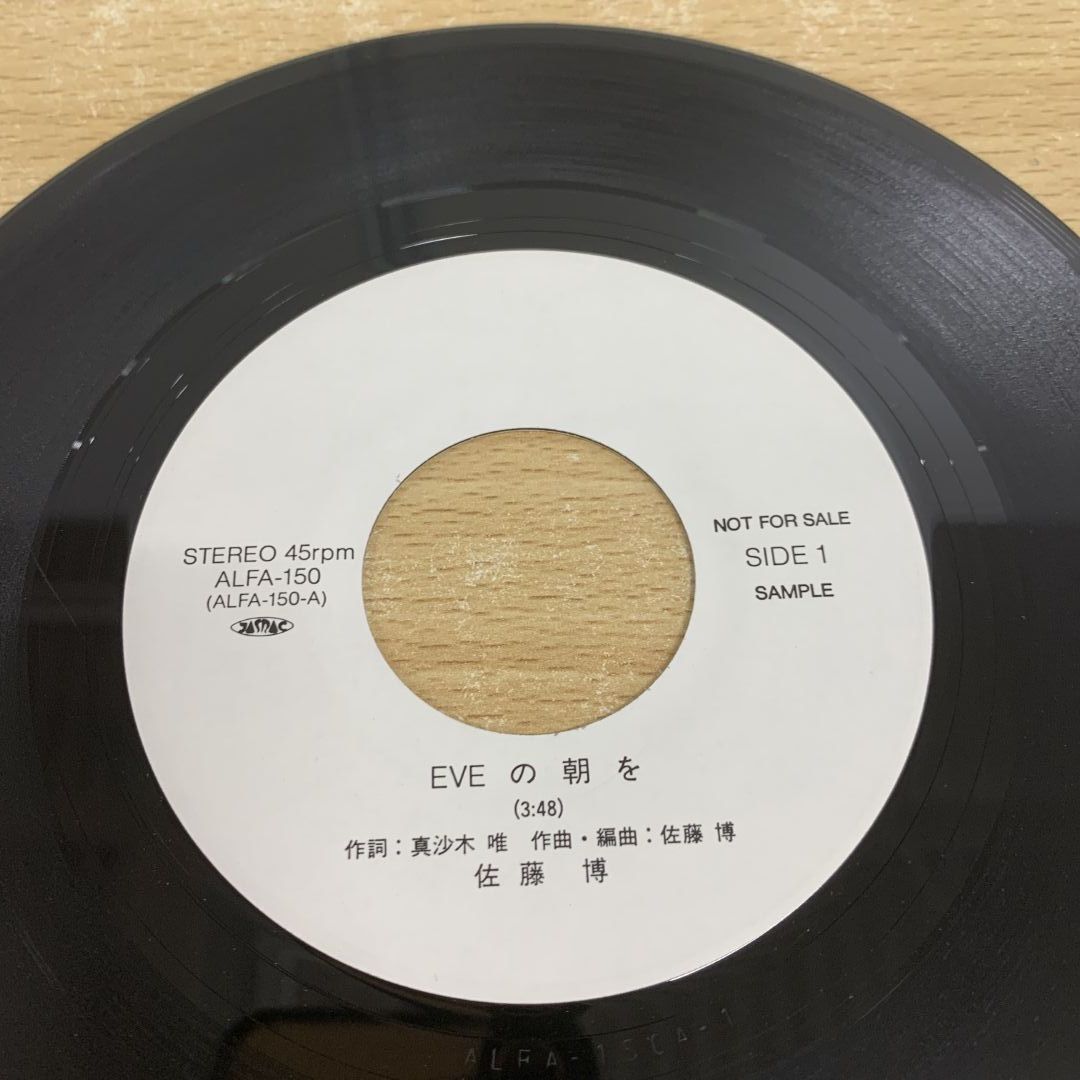 STEREO 45rpm
ALFA-150
(ALFA-150-A)
JASRAC
NOT FOR SALE
SIDE 1
SAMPLE
EVE の 朝 を
(3:48)
作詞：真沙木 唯 作曲・編曲：佐藤 博
佐 藤 博